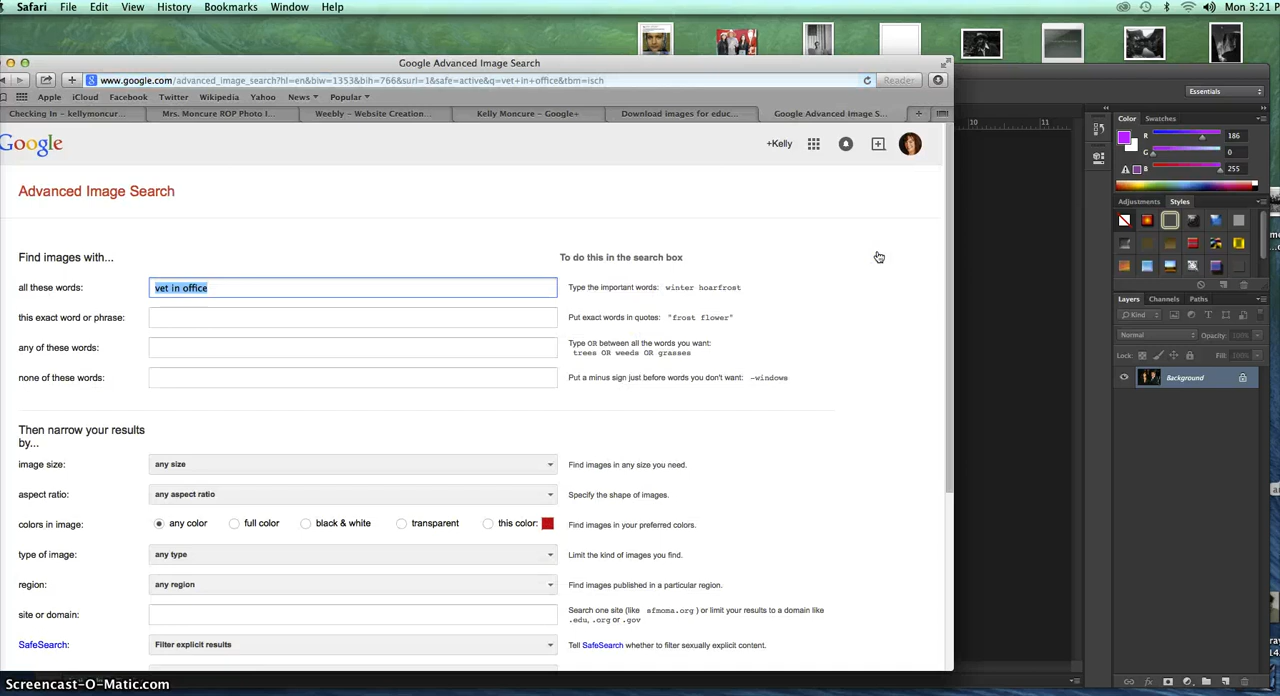 Safari File Edit View History Bookmarks Window Help Mon 3:21 P
Google Advanced Image Search
www.google.com/advanced_image_search?hl=en&biw=1353&bih=766&surl=1&safe=active&q=vet+in+office&tbm=isch Reader
Apple iCloud Facebook Twitter Wikipedia Yahoo News Popular
Checking In – kellymoncur... Mrs. Moncure ROP Photo I... Weebly – Website Creation... Kelly Moncure – Google+ Download images for educ... Google Advanced Image S...
Google +Kelly
Advanced Image Search
Find images with... To do this in the search box
all these words: vet in office Type the important words: winter hoarfrost
this exact word or phrase: Put exact words in quotes: "frost flower"
any of these words: Type OR between all the words you want:
trees OR weeds OR grasses
none of these words: Put a minus sign just before words you don't want: -windows
Then narrow your results
by...
image size: any size Find images in any size you need.
aspect ratio: any aspect ratio Specify the shape of images.
colors in image: any color full color black & white transparent this color: Find images in your preferred colors.
type of image: any type Limit the kind of images you find.
region: any region Find images published in a particular region.
site or domain: Search one site (like sfmoma.org ) or limit your results to a domain like
.edu, .org or .gov
SafeSearch: Filter explicit results Tell SafeSearch whether to filter sexually explicit content.
10 11
Essentials
Color Swatches
R 186
G 0
B 255
Adjustments Styles
Layers Channels Paths
Kind
Normal Opacity: 100%
Lock: Fill: 100%
Background
Screencast-O-Matic.com